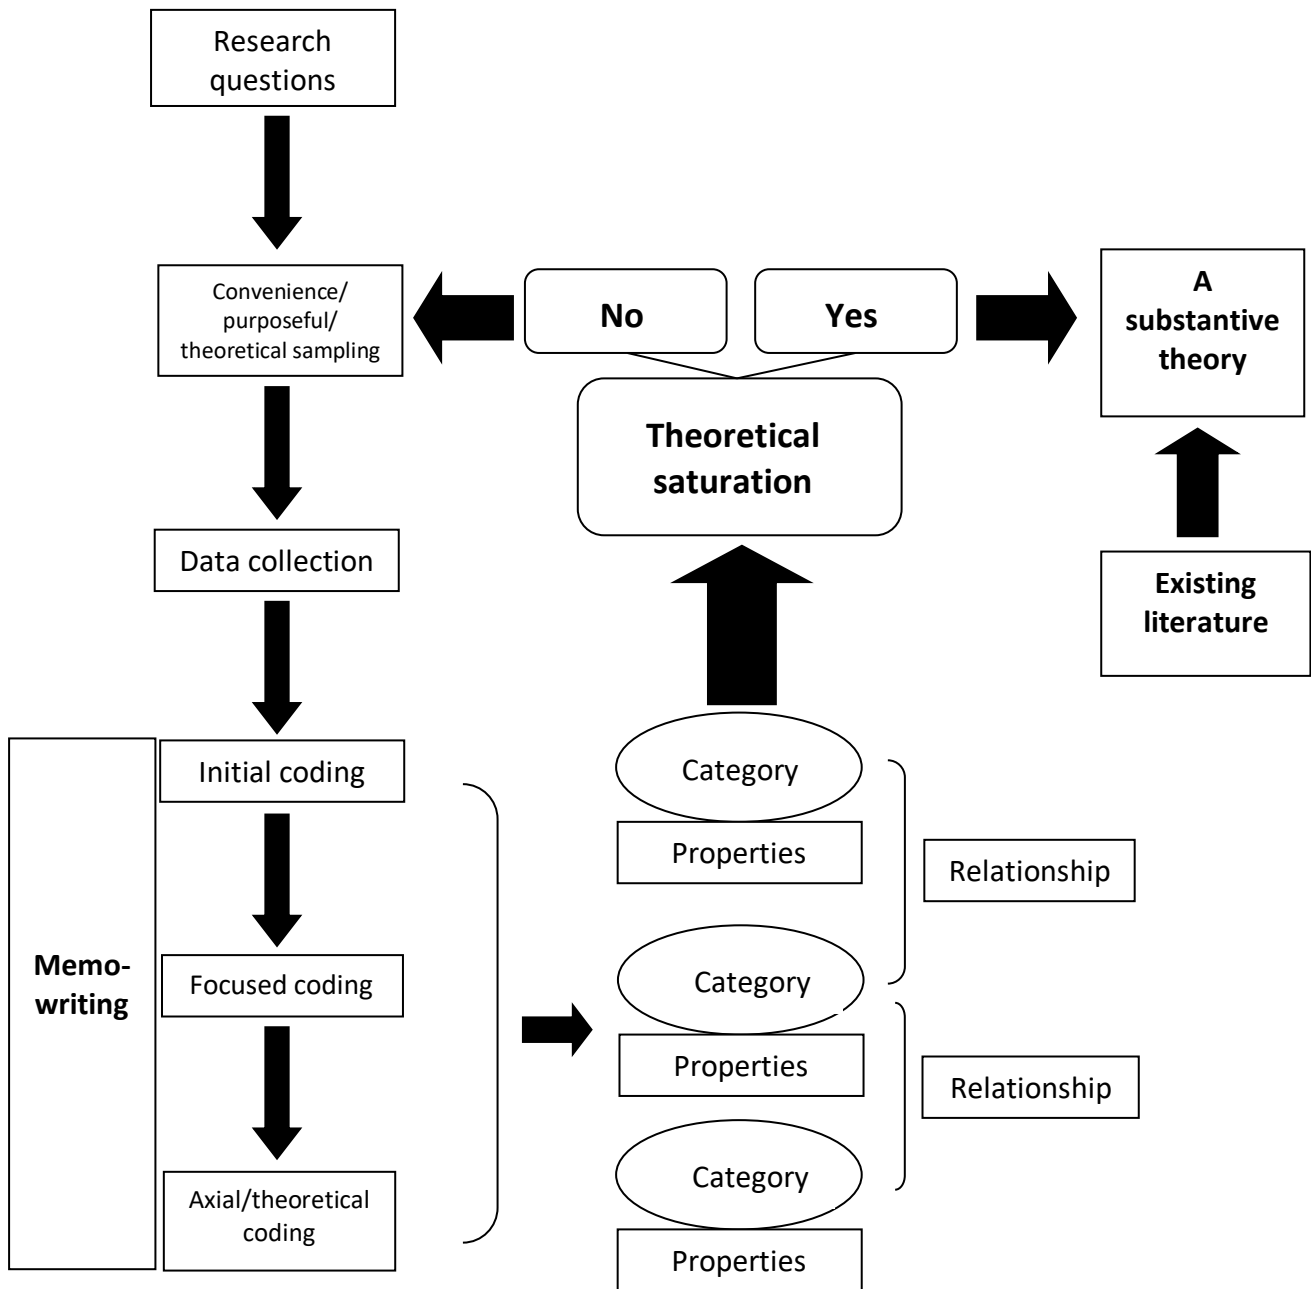 Research
questions
Convenience/
purposeful/
theoretical sampling
No
Yes
A
substantive
theory
Theoretical
saturation
Data collection
Existing
literature
Initial coding
Category
Properties
Relationship
Memo-
writing
Focused coding
Category
Properties
Relationship
Axial/theoretical
coding
Category
Properties